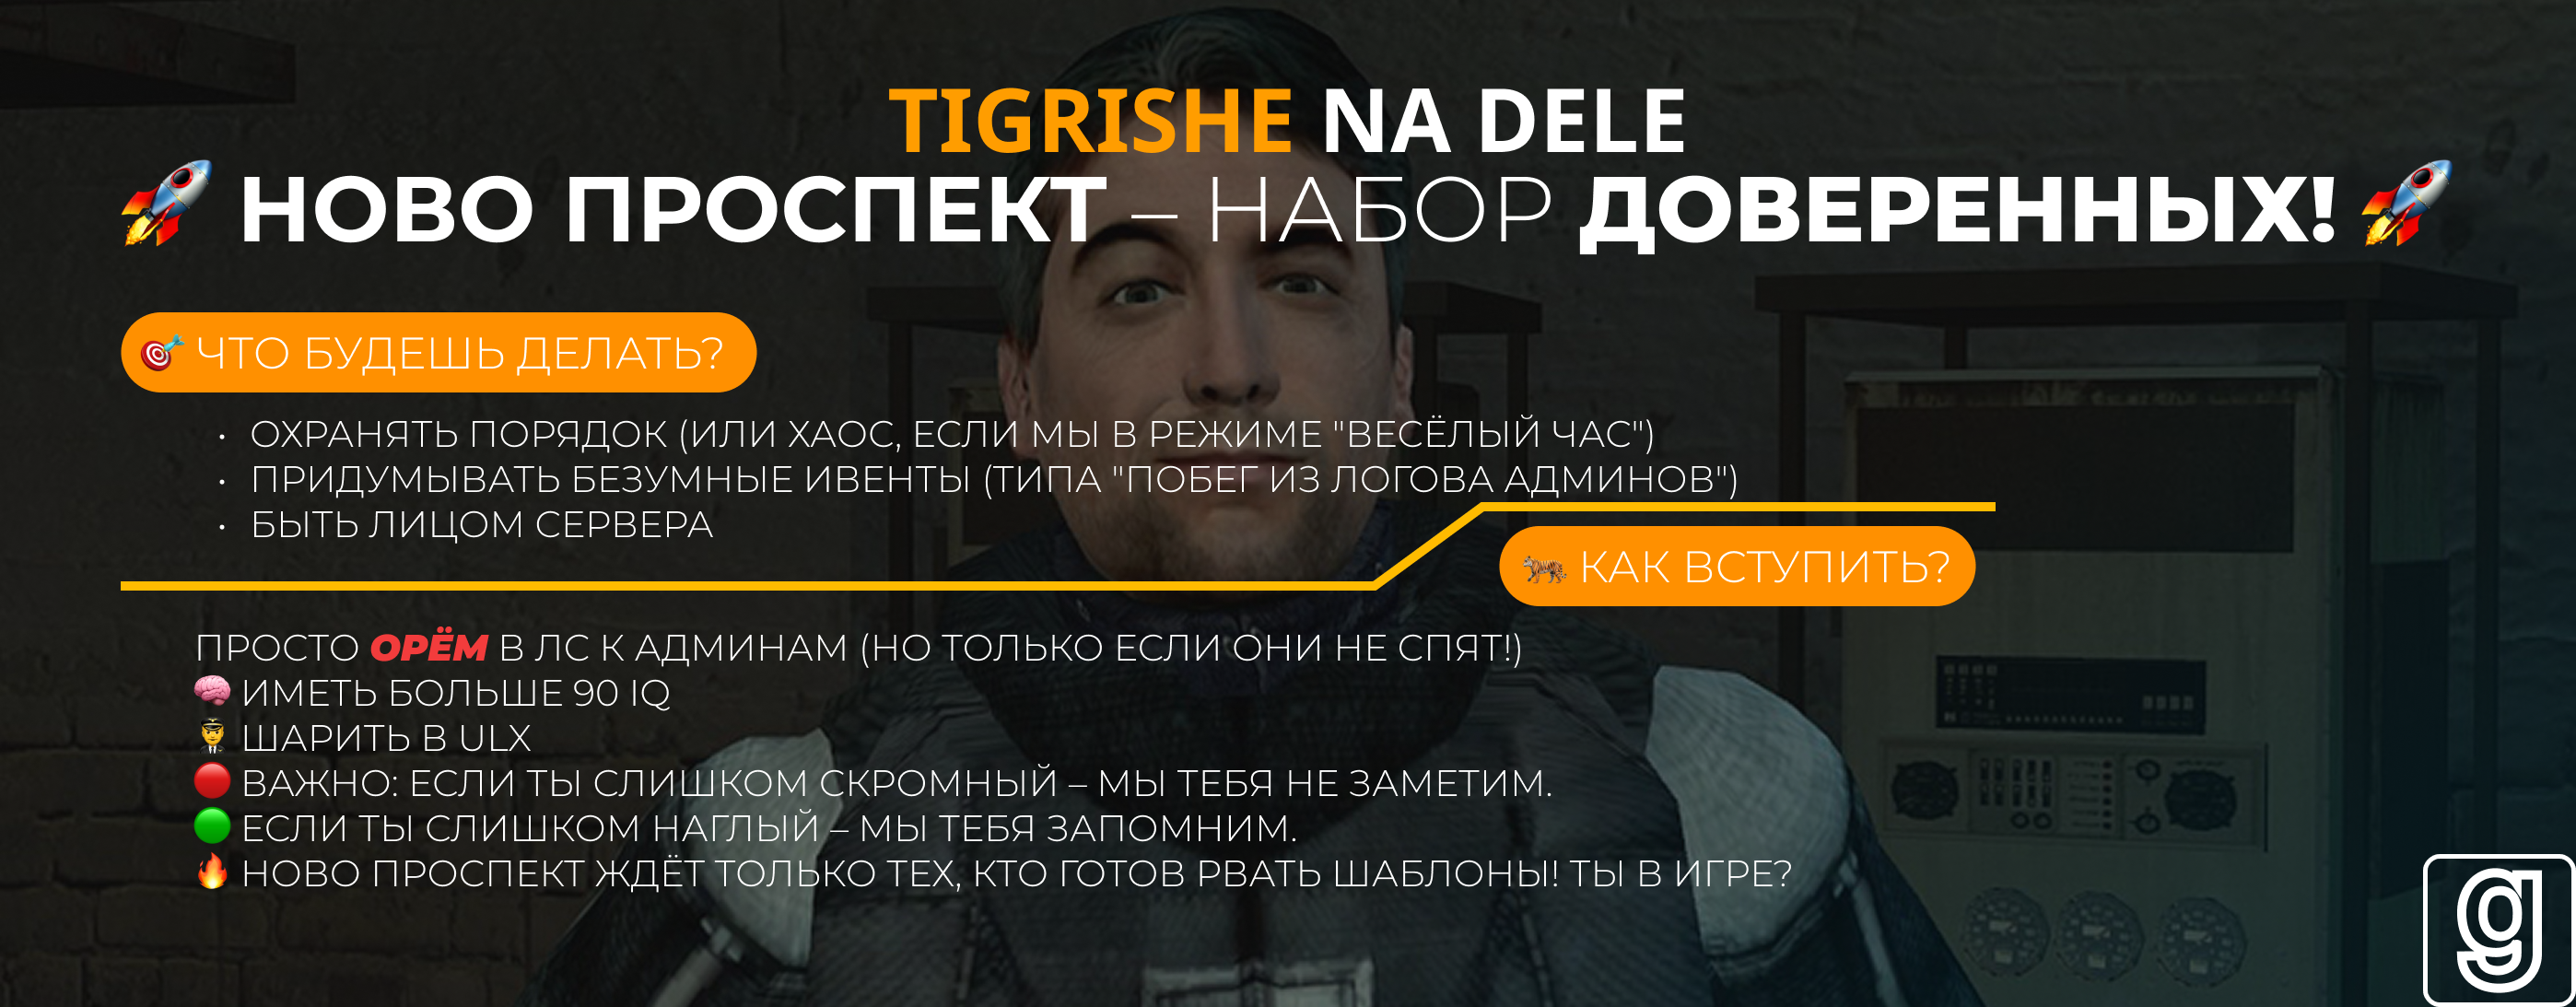 TIGRISHE NA DELE
🚀 НОВО ПРОСПЕКТ – НАБОР ДОВЕРЕННЫХ! 🚀
🎯 ЧТО БУДЕШЬ ДЕЛАТЬ?
• ОХРАНЯТЬ ПОРЯДОК (ИЛИ ХАОС, ЕСЛИ МЫ В РЕЖИМЕ "ВЕСЁЛЫЙ ЧАС")
• ПРИДУМЫВАТЬ БЕЗУМНЫЕ ИВЕНТЫ (ТИПА "ПОБЕГ ИЗ ЛОГОВА АДМИНОВ")
• БЫТЬ ЛИЦОМ СЕРВЕРА
🐅 КАК ВСТУПИТЬ?
ПРОСТО ОРЁМ В ЛС К АДМИНАМ (НО ТОЛЬКО ЕСЛИ ОНИ НЕ СПЯТ!)
🧠 ИМЕТЬ БОЛЬШЕ 90 IQ
👨‍✈️ ШАРИТЬ В ULX
🔴 ВАЖНО: ЕСЛИ ТЫ СЛИШКОМ СКРОМНЫЙ – МЫ ТЕБЯ НЕ ЗАМЕТИМ.
🟢 ЕСЛИ ТЫ СЛИШКОМ НАГЛЫЙ – МЫ ТЕБЯ ЗАПОМНИМ.
🔥 НОВО ПРОСПЕКТ ЖДЁТ ТОЛЬКО ТЕХ, КТО ГОТОВ РВАТЬ ШАБЛОНЫ! ТЫ В ИГРЕ?
g